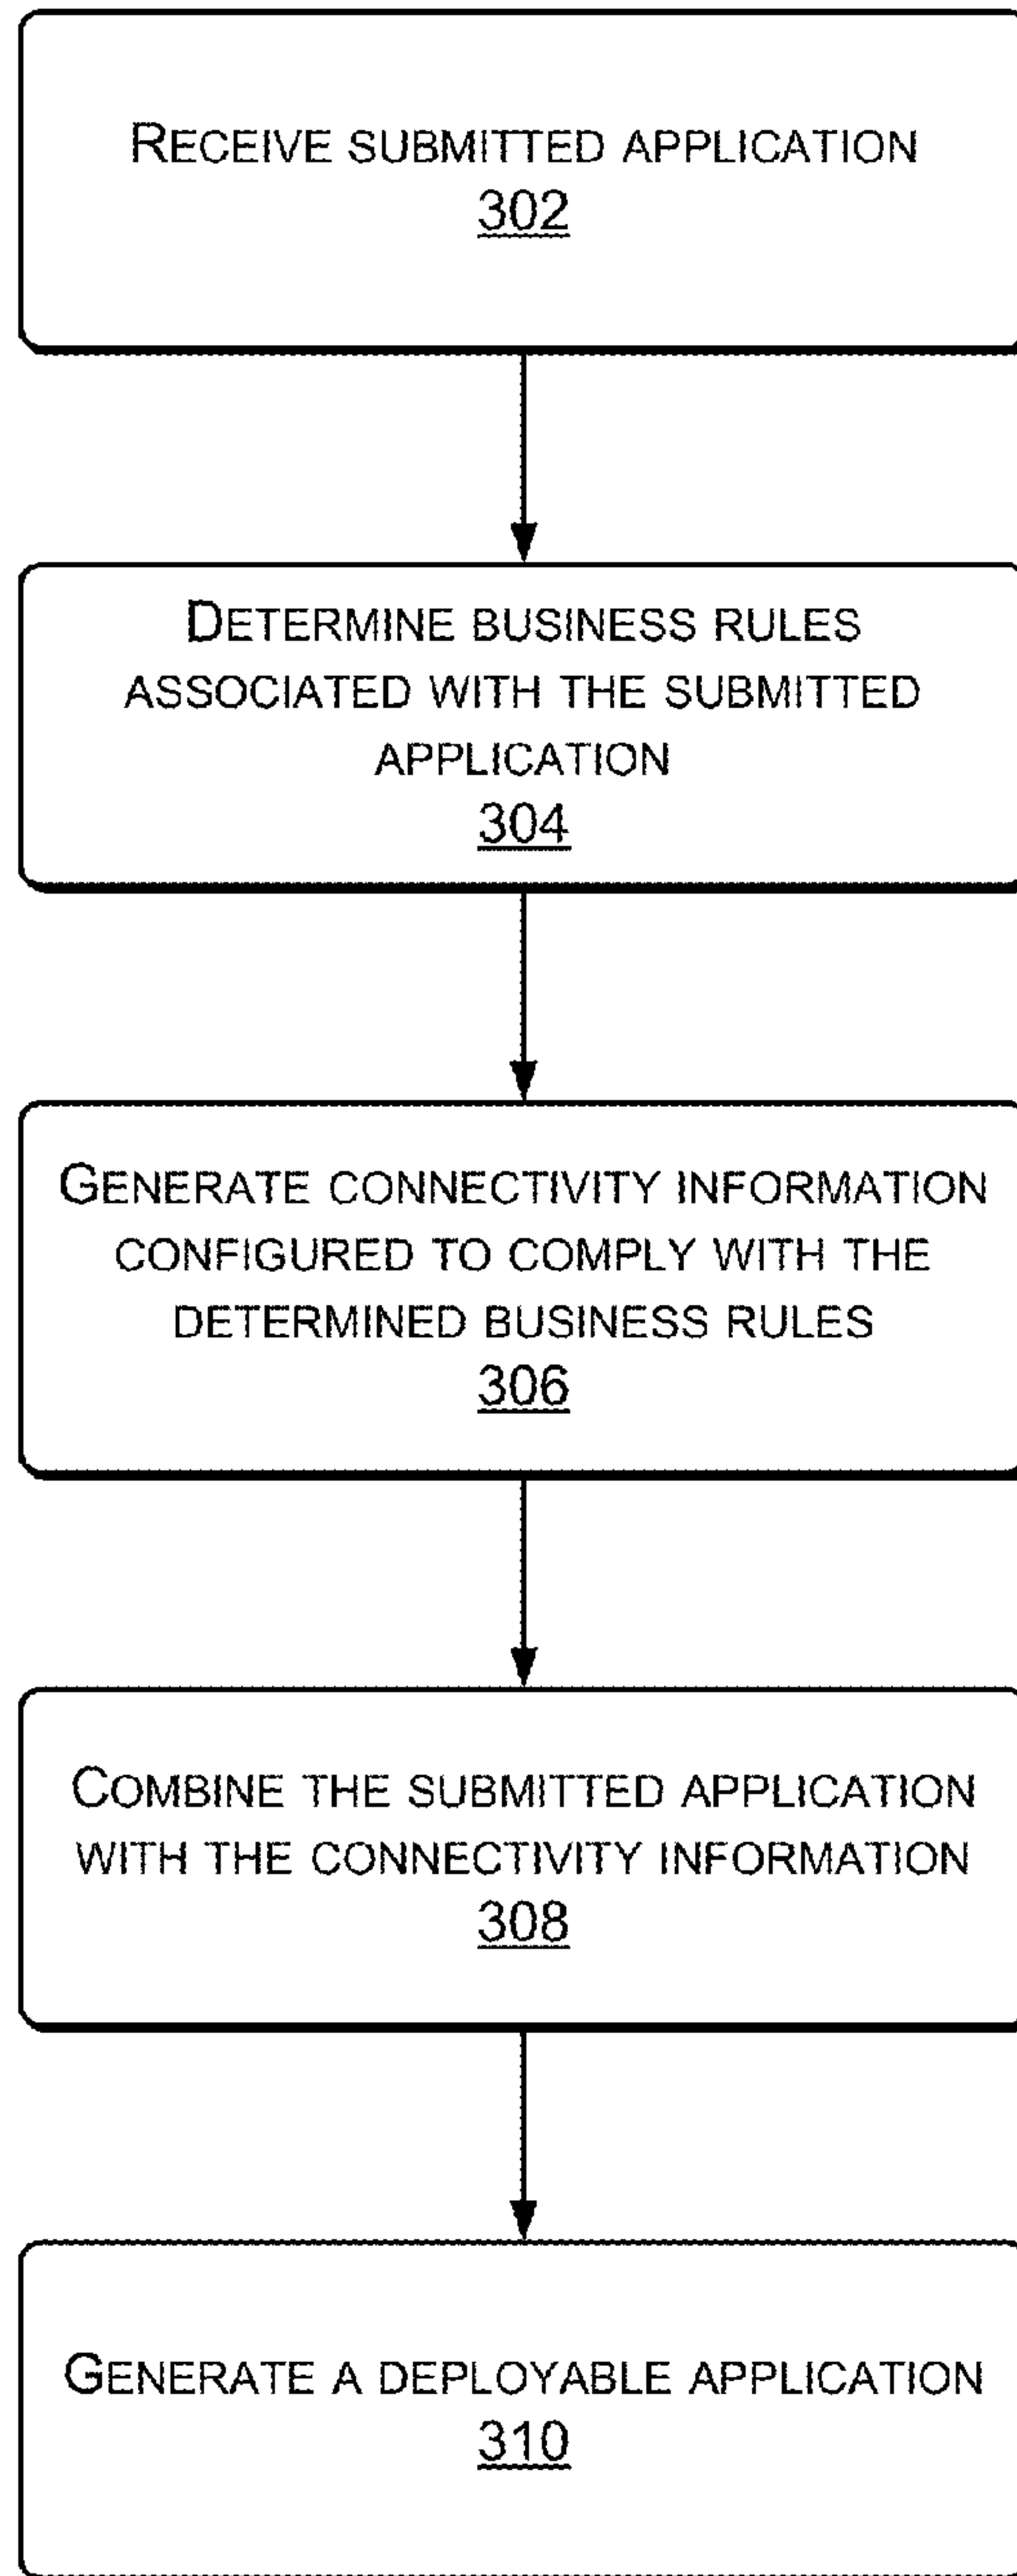 RECEIVE SUBMITTED APPLICATION
302
DETERMINE BUSINESS RULES
ASSOCIATED WITH THE SUBMITTED
APPLICATION
304
GENERATE CONNECTIVITY INFORMATION
CONFIGURED TO COMPLY WITH THE
DETERMINED BUSINESS RULES
306
COMBINE THE SUBMITTED APPLICATION
WITH THE CONNECTIVITY INFORMATION
308
GENERATE A DEPLOYABLE APPLICATION
310